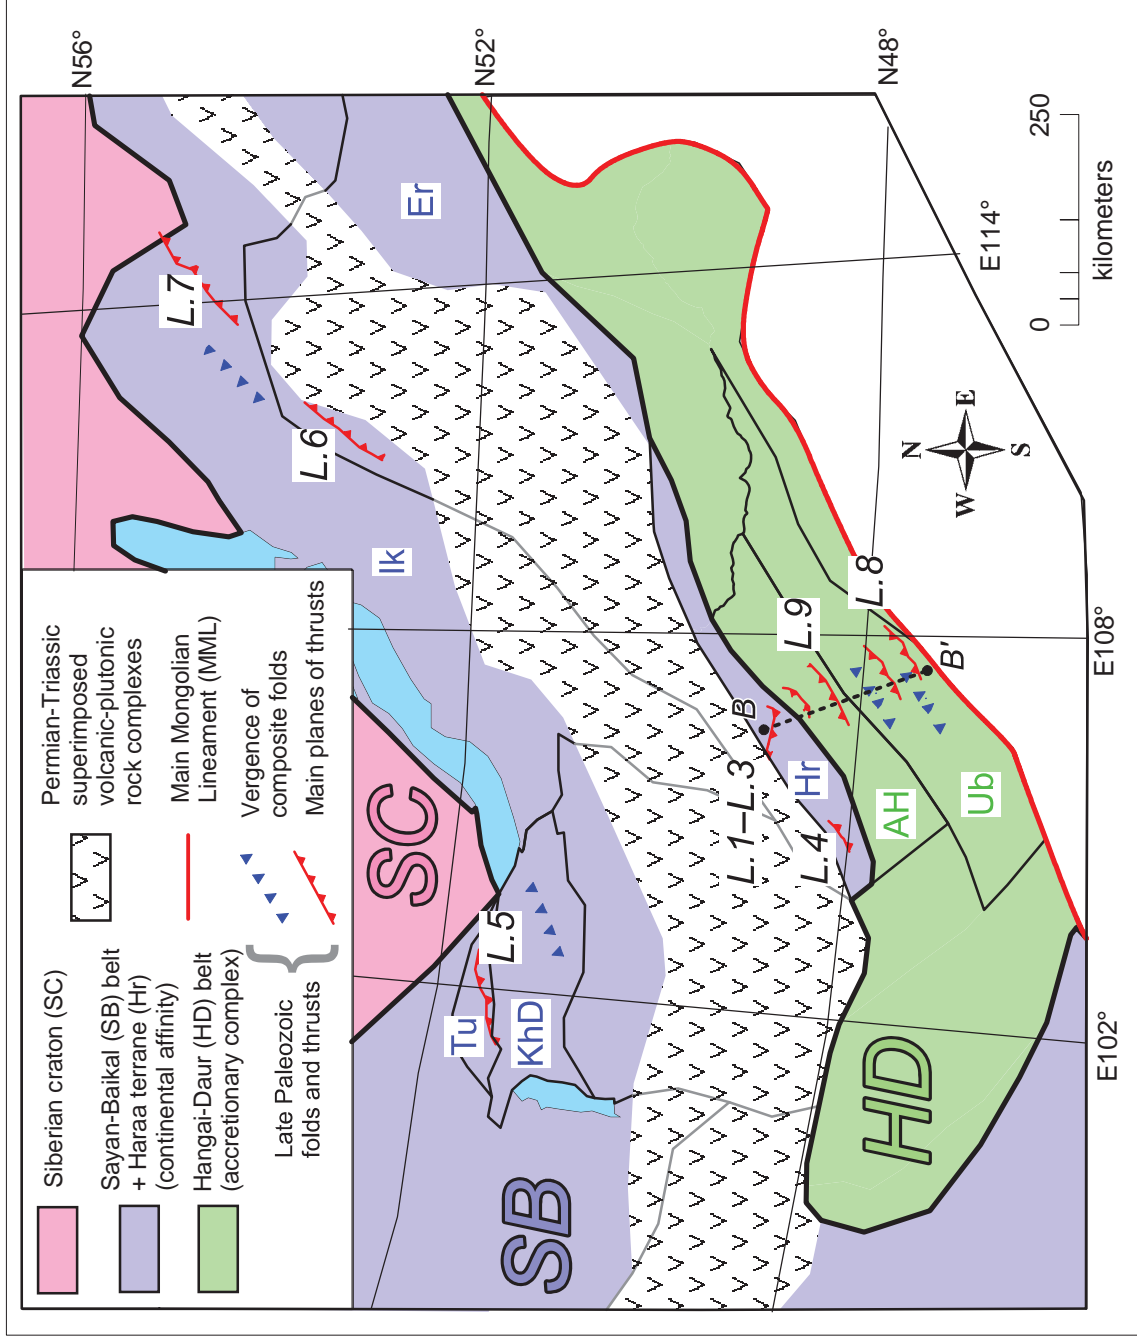 Siberian craton (SC)
Sayan-Baikal (SB) belt
+ Haraa terrane (Hr)
(continental affinity)
Hangai-Daur (HD) belt
(accretionary complex)
Late Paleozoic
folds and thrusts
Permian-Triassic
superimposed
volcanic-plutonic
rock complexes
Main Mongolian
Lineament (MML)
Vergence of
composite folds
Main planes of thrusts
N56°
N52°
N48°
E114°
E108°
E102°
0
250
kilometers
N
E
S
W
SC
SB
HD
Tu
KhD
Ik
Er
Hr
AH
Ub
L.7
L.6
L.5
L.1–L.3
L.4
L.9
L.8
B
B'